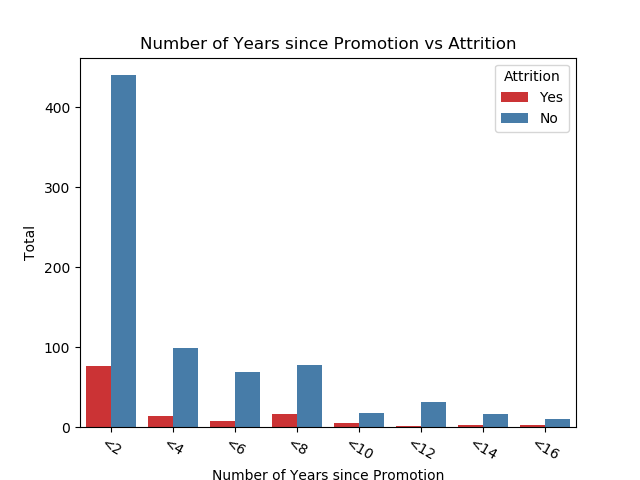 Number of Years since Promotion vs Attrition
Attrition
Yes
No
Total
400
300
200
100
0
<2
<4
<6
<8
<10
<12
<14
<16
Number of Years since Promotion